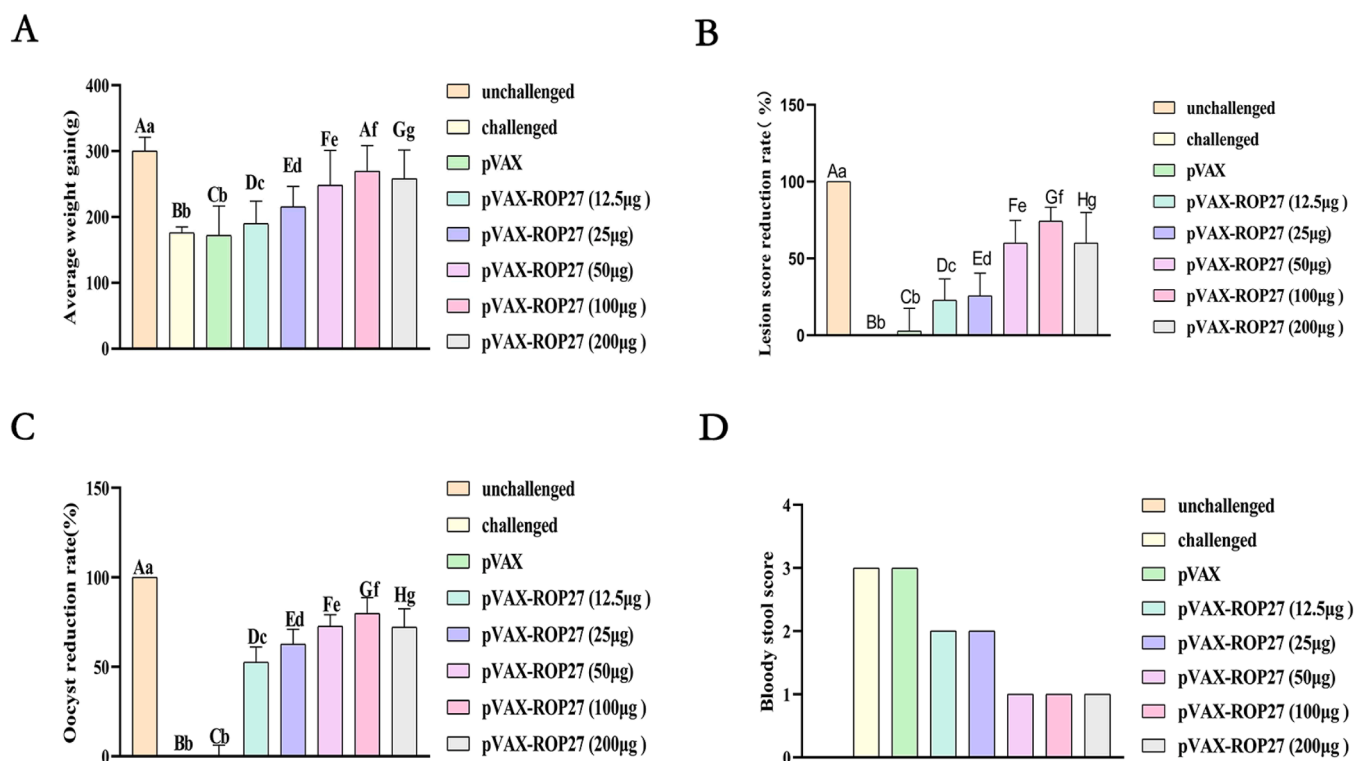 A
Average weight gain(g)
400
300
200
100
0
Aa
Bb
Cb
Dc
Ed
Fe
Af
Gg
unchallenged
challenged
pVAX
pVAX-ROP27 (12.5μg )
pVAX-ROP27 (25μg)
pVAX-ROP27 (50μg)
pVAX-ROP27 (100μg )
pVAX-ROP27 (200μg )
B
Lesion score reduction rate( %)
150
100
50
0
Aa
Bb
Cb
Dc
Ed
Fe
Gf
Hg
unchallenged
challenged
pVAX
pVAX-ROP27 (12.5μg )
pVAX-ROP27 (25μg)
pVAX-ROP27 (50μg)
pVAX-ROP27 (100μg )
pVAX-ROP27 (200μg )
C
Oocyst reduction rate(%)
150
100
50
0
Aa
Bb
Cb
Dc
Ed
Fe
Gf
Hg
unchallenged
challenged
pVAX
pVAX-ROP27 (12.5μg )
pVAX-ROP27 (25μg)
pVAX-ROP27 (50μg)
pVAX-ROP27 (100μg )
pVAX-ROP27 (200μg )
D
Bloody stool score
4
3
2
1
0
unchallenged
challenged
pVAX
pVAX-ROP27 (12.5μg )
pVAX-ROP27 (25μg)
pVAX-ROP27 (50μg)
pVAX-ROP27 (100μg )
pVAX-ROP27 (200μg )